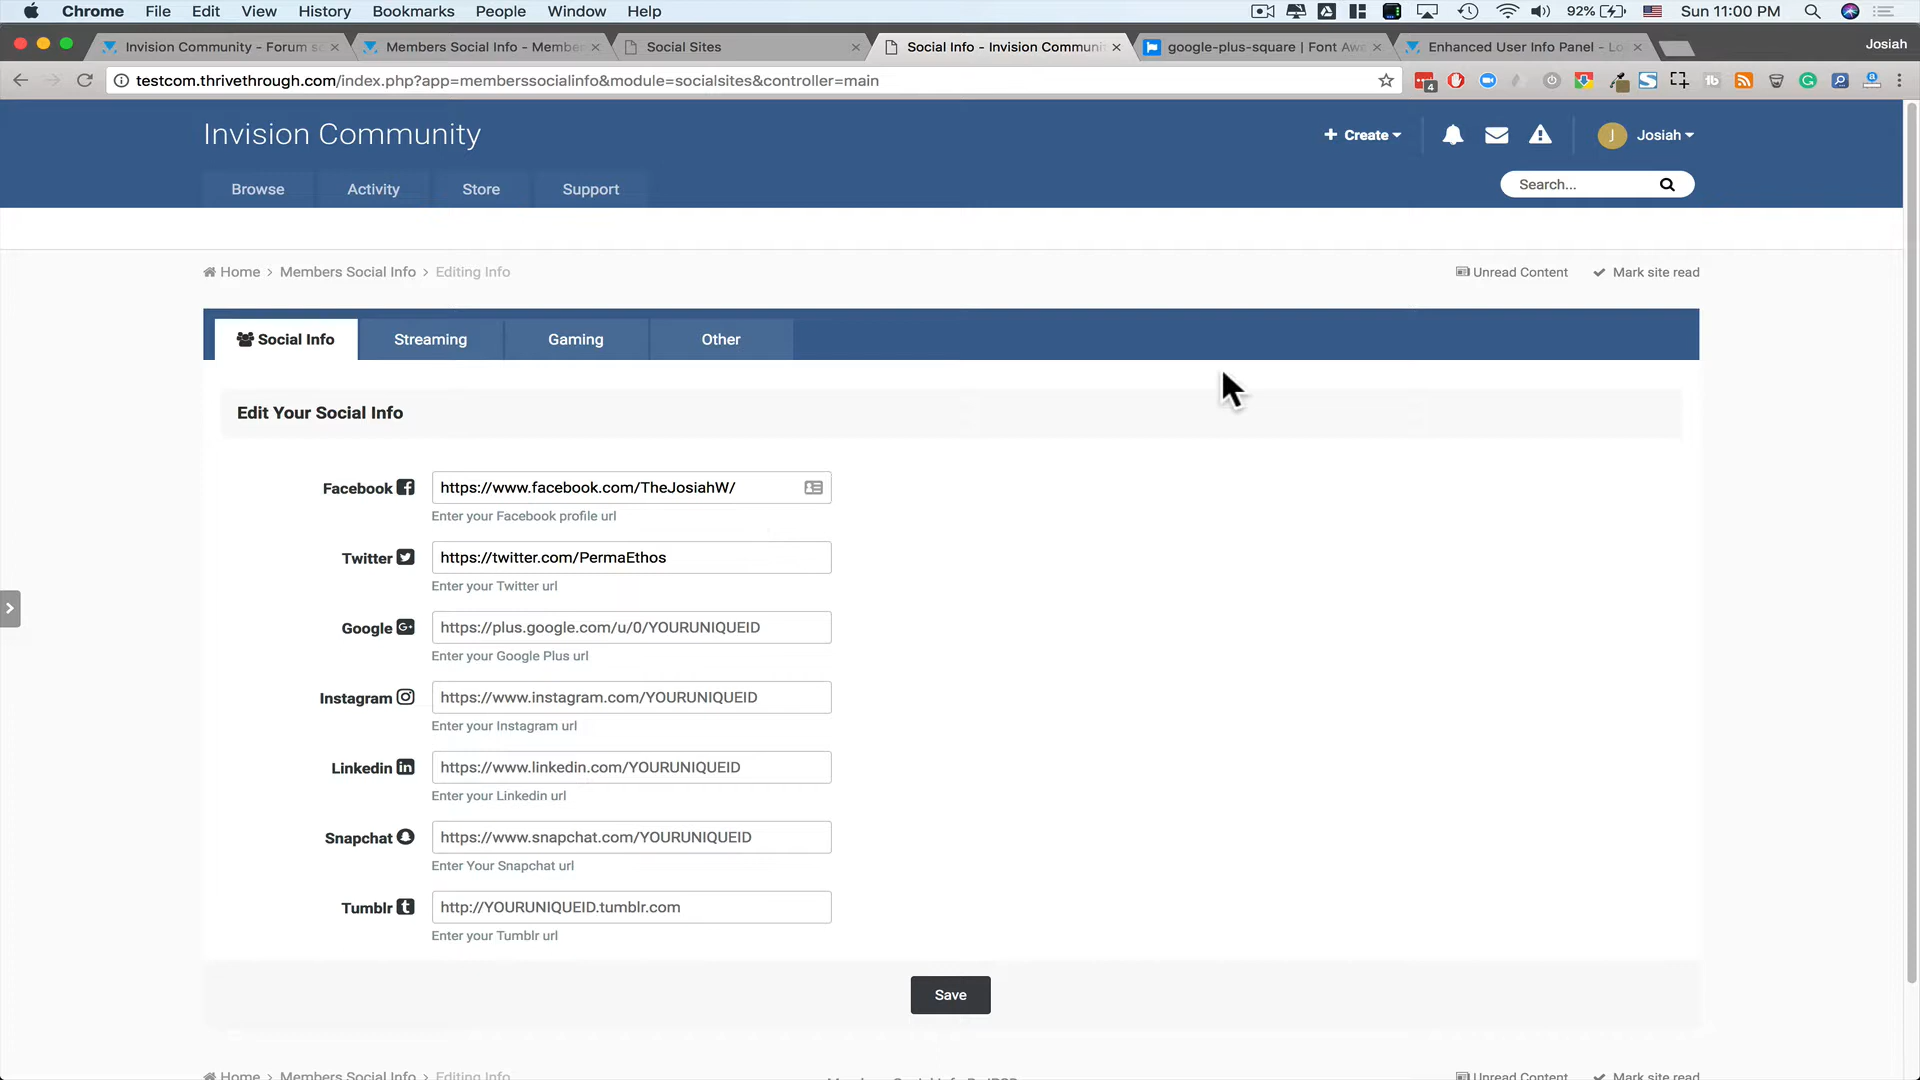 Chrome File Edit View History Bookmarks People Window Help 92% Sun 11:00 PM
Invision Community - Forum s Members Social Info - Membe Social Sites Social Info - Invision Communi google-plus-square | Font Aw Enhanced User Info Panel - Lo Josiah
testcom.thrivethrough.com/index.php?app=memberssocialinfo&module=socialsites&controller=main
4
Invision Community
Create J Josiah
Browse Activity Store Support Search...
Home Members Social Info Editing Info Unread Content Mark site read
Social Info Streaming Gaming Other
Edit Your Social Info
Facebook https://www.facebook.com/TheJosiahW/
Enter your Facebook profile url
Twitter https://twitter.com/PermaEthos
Enter your Twitter url
Google https://plus.google.com/u/0/YOURUNIQUEID
Enter your Google Plus url
Instagram https://www.instagram.com/YOURUNIQUEID
Enter your Instagram url
Linkedin https://www.linkedin.com/YOURUNIQUEID
Enter your Linkedin url
Snapchat https://www.snapchat.com/YOURUNIQUEID
Enter Your Snapchat url
Tumblr http://YOURUNIQUEID.tumblr.com
Enter your Tumblr url
Save
Home Members Social Info Editing Info Unread Content Mark site read